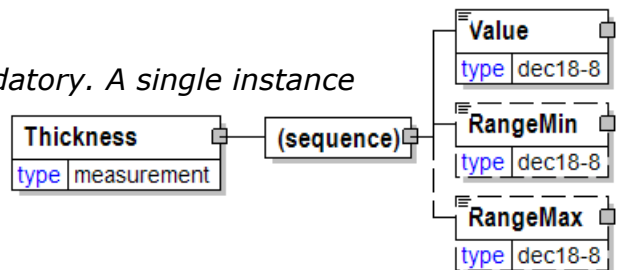 Value
type dec18-8
datory. A single instance
RangeMin
type dec18-8
Thickness
type measurement
(sequence)
RangeMax
type dec18-8